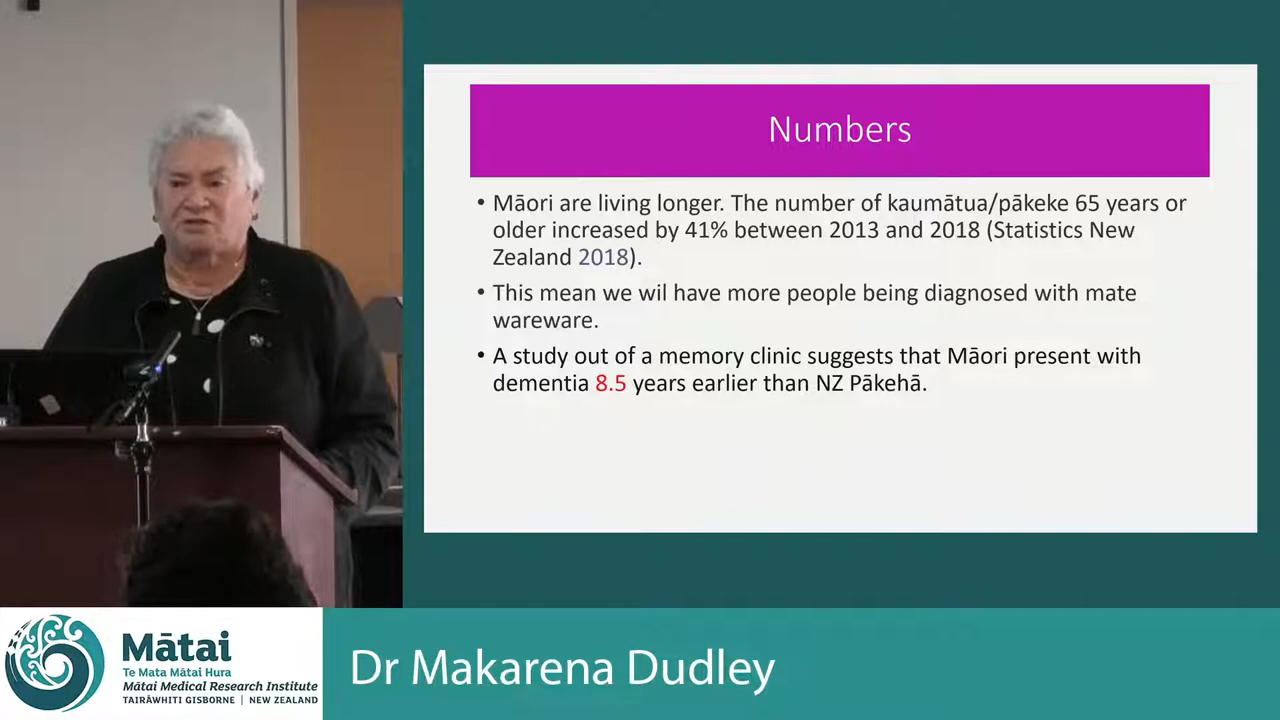 Numbers
• Māori are living longer. The number of kaumātua/pākeke 65 years or
older increased by 41% between 2013 and 2018 (Statistics New
Zealand 2018).
• This mean we wil have more people being diagnosed with mate
wareware.
• A study out of a memory clinic suggests that Māori present with
dementia 8.5 years earlier than NZ Pākehā.
Mātai
Te Mata Mātai Hura
Mātai Medical Research Institute
TAIRĀWHITI GISBORNE | NEW ZEALAND
Dr Makarena Dudley